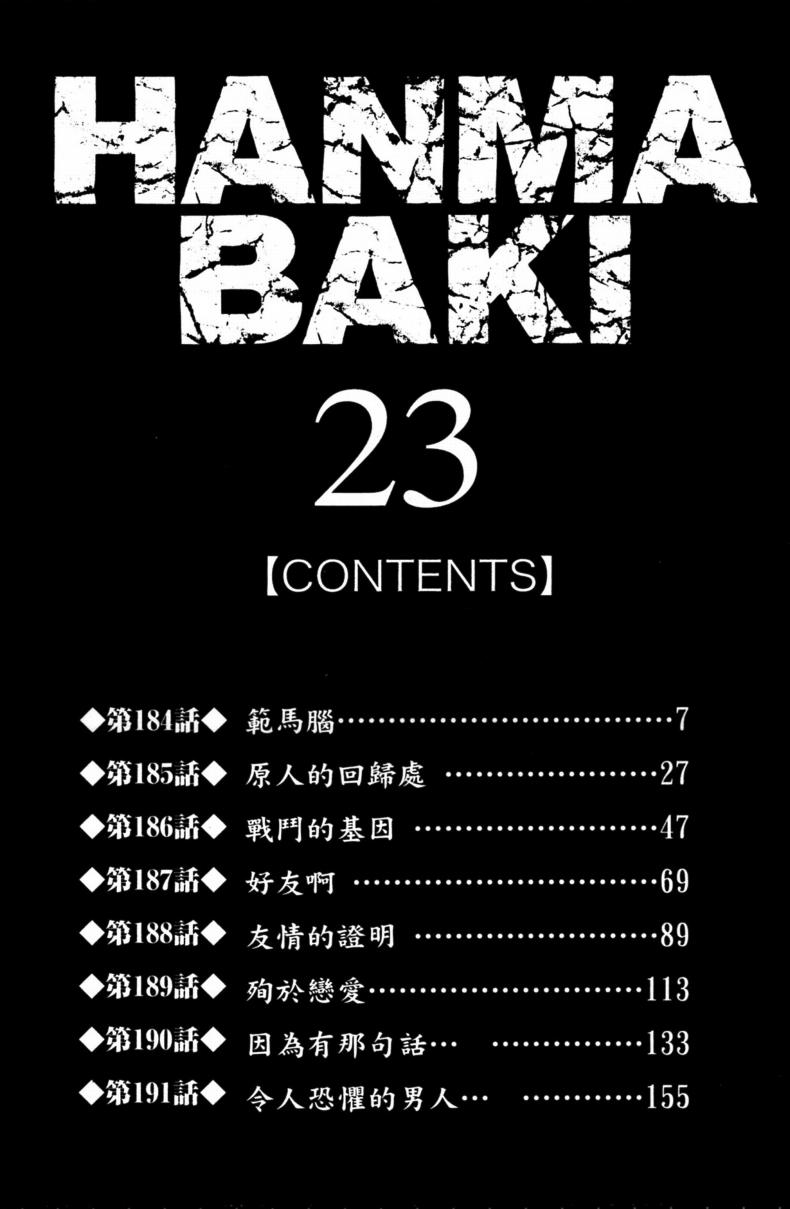 HANMA
BAKI
23
【CONTENTS】
◆第184話◆ 範馬腦……………………………7
◆第185話◆ 原人的回歸處 …………………27
◆第186話◆ 戰鬥的基因 ……………………47
◆第187話◆ 好友啊 …………………………69
◆第188話◆ 友情的證明 ……………………89
◆第189話◆ 殉於戀愛………………………113
◆第190話◆ 因為有那句話… ……………133
◆第191話◆ 令人恐懼的男人… …………155